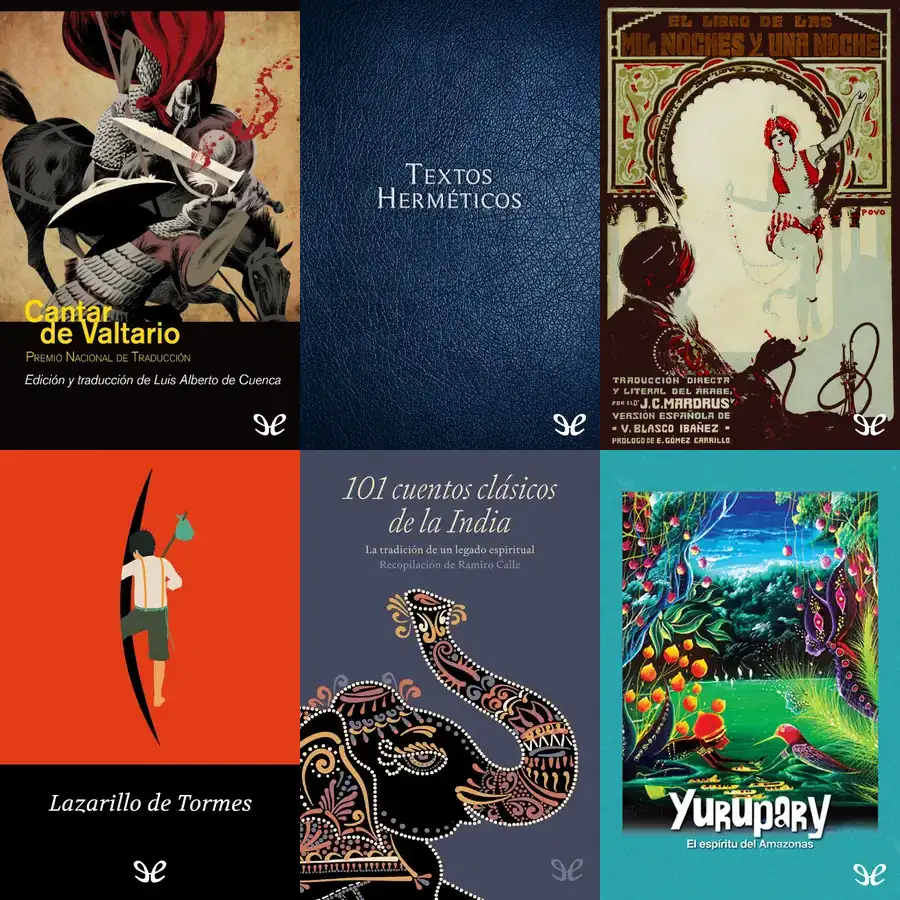 Cantar
de Valtario
PREMIO NACIONAL DE TRADUCCIÓN
Edición y traducción de Luis Alberto de Cuenca
TEXTOS
HERMÉTICOS
EL LIBRO DE LAS
MIL NOCHES Y UNA NOCHE
POVO
TRADUCCIÓN DIRECTA
Y LITERAL DEL ÁRABE
POR EL DR J.C. MARDRUS
VERSIÓN ESPAÑOLA DE
- V. BLASCO IBAÑEZ -
PRÓLOGO DE E. GÓMEZ CARRILLO
Lazarillo de Tormes
101 cuentos clásicos
de la India
La tradición de un legado espiritual
Recopilación de Ramiro Calle
YURUPARY
El espíritu del Amazonas